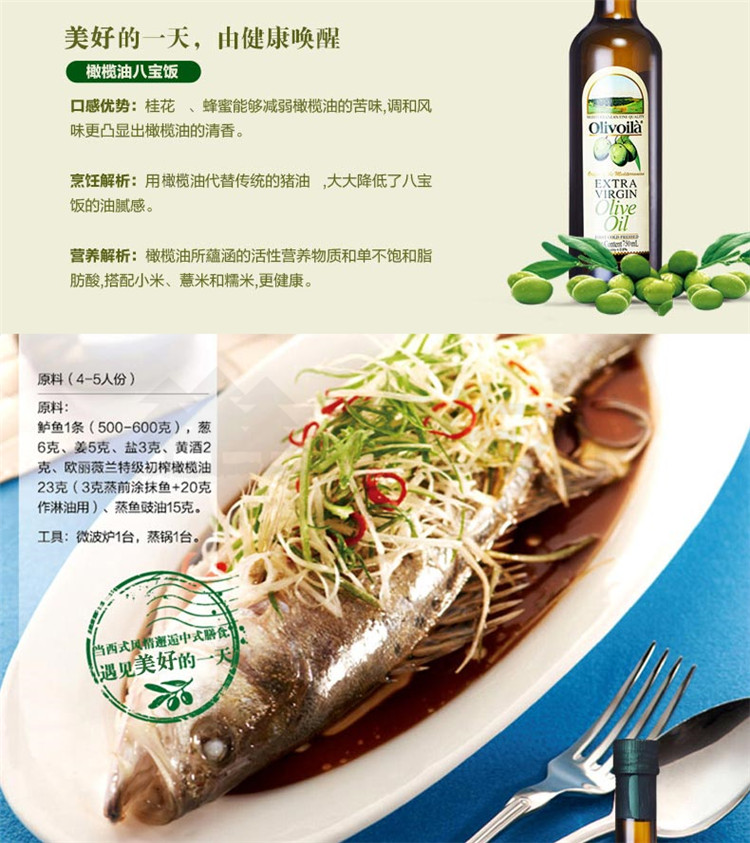 美好的一天，由健康唤醒
橄榄油八宝饭
口感优势：桂花 、蜂蜜能够减弱橄榄油的苦味,调和风
味更凸显出橄榄油的清香。
烹饪解析：用橄榄油代替传统的猪油 ,大大降低了八宝
饭的油腻感。
营养解析：橄榄油所蕴涵的活性营养物质和单不饱和脂
肪酸,搭配小米、薏米和糯米,更健康。
Olivoilà
EXTRA
VIRGIN
Olive
Oil
Content 750 mL
原料（4-5人份）
原料：
鲈鱼1条（500-600克），葱
6克、姜5克、盐3克、黄酒2
克、欧丽薇兰特级初榨橄榄油
23克（3克蒸前涂抹鱼+20克
作淋油用）、蒸鱼豉油15克。
工具：微波炉1台，蒸锅1台。
当西式风情邂逅中式膳食
遇见美好的一天